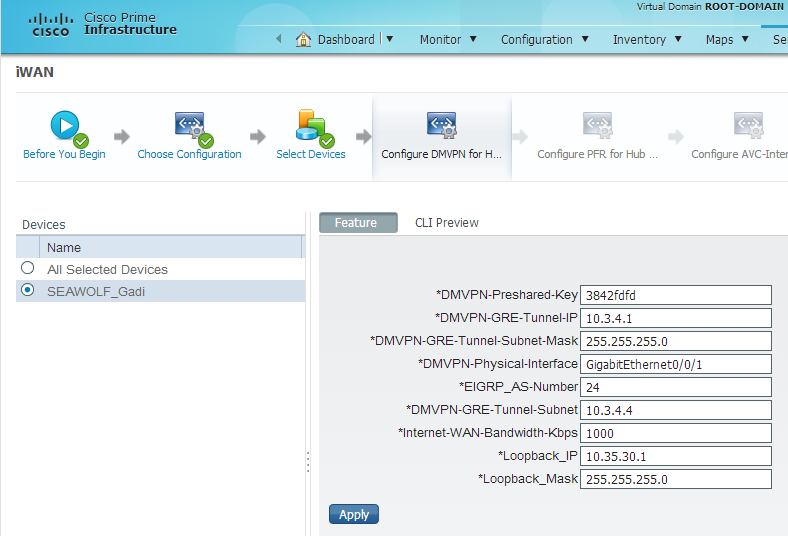 Virtual Domain ROOT-DOMAIN
CISCO
Cisco Prime
Infrastructure
Dashboard Monitor Configuration Inventory Maps Se
iWAN
Before You Begin Choose Configuration Select Devices Configure DMVPN for H... Configure PFR for Hub ... Configure AVC-Inter
Devices
Feature CLI Preview
Name
All Selected Devices
SEAWOLF_Gadi
*DMVPN-Preshared-Key 3842fdfd
*DMVPN-GRE-Tunnel-IP 10.3.4.1
*DMVPN-GRE-Tunnel-Subnet-Mask 255.255.255.0
*DMVPN-Physical-Interface GigabitEthernet0/0/1
*EIGRP_AS-Number 24
*DMVPN-GRE-Tunnel-Subnet 10.3.4.4
*Internet-WAN-Bandwidth-Kbps 1000
*Loopback_IP 10.35.30.1
*Loopback_Mask 255.255.255.0
Apply